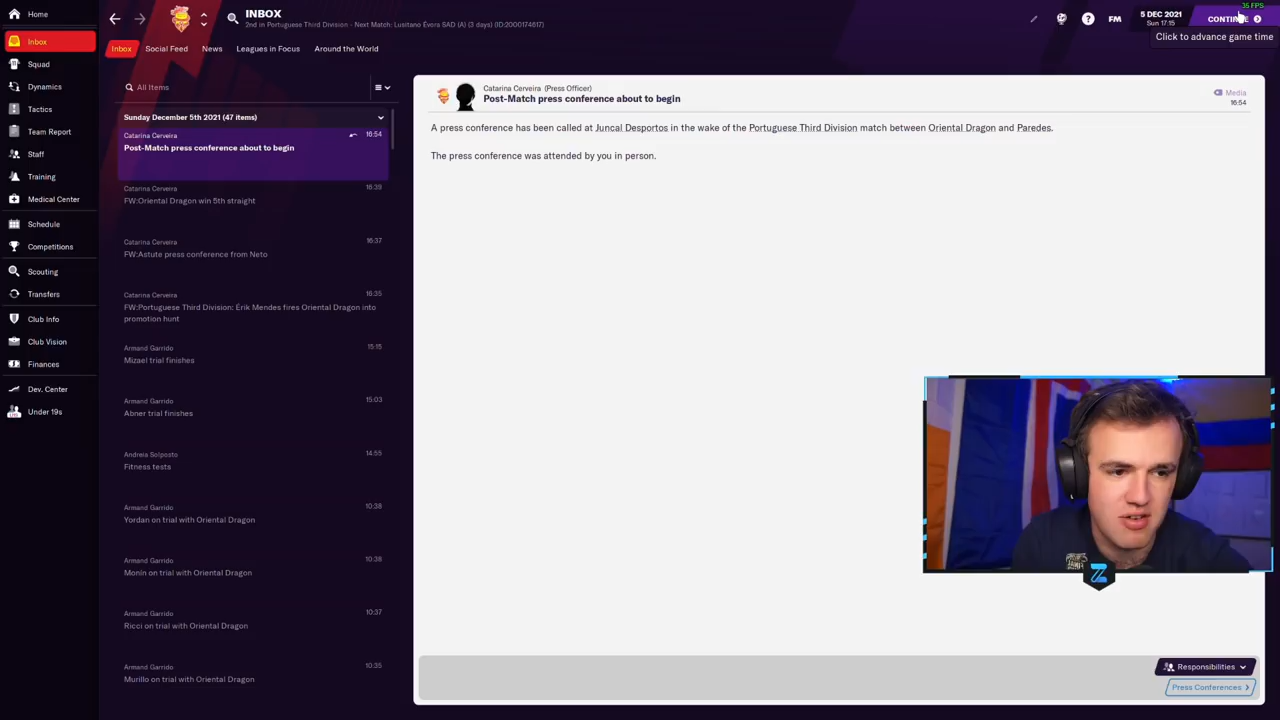 35 FPS
INBOX
2nd in Portuguese Third Division - Next Match: Lusitano Évora SAD (A) (3 days) (ID:2000174617)
FM
5 DEC 2021
Sun 17:15
CONTINUE
Click to advance game time
Home
Inbox
Squad
Dynamics
Tactics
Team Report
Staff
Training
Medical Center
Schedule
Competitions
Scouting
Transfers
Club Info
Club Vision
Finances
Dev. Center
Under 19s
Inbox
Social Feed
News
Leagues in Focus
Around the World
All Items
Sunday December 5th 2021 (47 items)
Catarina Cerveira 16:54
Post-Match press conference about to begin
Catarina Cerveira 16:39
FW:Oriental Dragon win 5th straight
Catarina Cerveira 16:37
FW:Astute press conference from Neto
Catarina Cerveira 16:35
FW:Portuguese Third Division: Érik Mendes fires Oriental Dragon into
promotion hunt
Armand Garrido 15:15
Mizael trial finishes
Armand Garrido 15:03
Abner trial finishes
Andreia Solposto 14:55
Fitness tests
Armand Garrido 10:38
Yordan on trial with Oriental Dragon
Armand Garrido 10:38
Monín on trial with Oriental Dragon
Armand Garrido 10:37
Ricci on trial with Oriental Dragon
Armand Garrido 10:35
Murillo on trial with Oriental Dragon
Catarina Cerveira (Press Officer)
Post-Match press conference about to begin
Media
16:54
A press conference has been called at Juncal Desportos in the wake of the Portuguese Third Division match between Oriental Dragon and Paredes.
The press conference was attended by you in person.
Responsibilities
Press Conferences